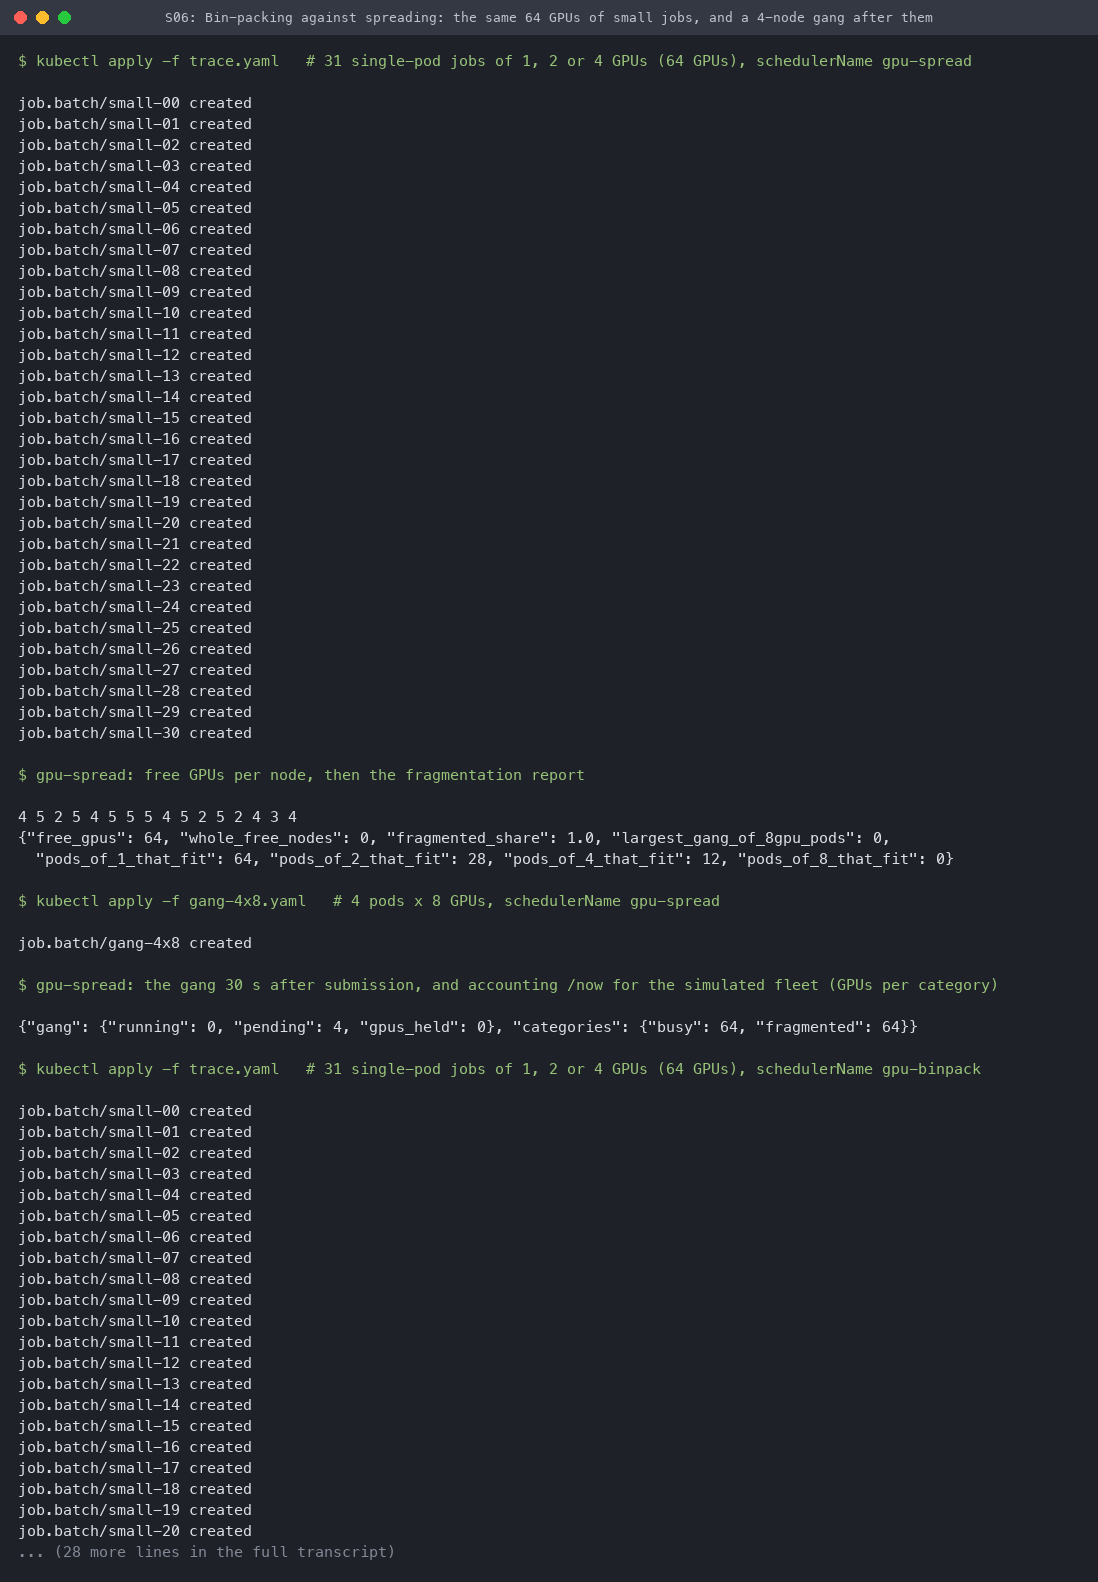 S06: Bin-packing against spreading: the same 64 GPUs of small jobs, and a 4-node gang after them
$ kubectl apply -f trace.yaml   # 31 single-pod jobs of 1, 2 or 4 GPUs (64 GPUs), schedulerName gpu-spread
job.batch/small-00 created
job.batch/small-01 created
job.batch/small-02 created
job.batch/small-03 created
job.batch/small-04 created
job.batch/small-05 created
job.batch/small-06 created
job.batch/small-07 created
job.batch/small-08 created
job.batch/small-09 created
job.batch/small-10 created
job.batch/small-11 created
job.batch/small-12 created
job.batch/small-13 created
job.batch/small-14 created
job.batch/small-15 created
job.batch/small-16 created
job.batch/small-17 created
job.batch/small-18 created
job.batch/small-19 created
job.batch/small-20 created
job.batch/small-21 created
job.batch/small-22 created
job.batch/small-23 created
job.batch/small-24 created
job.batch/small-25 created
job.batch/small-26 created
job.batch/small-27 created
job.batch/small-28 created
job.batch/small-29 created
job.batch/small-30 created
$ gpu-spread: free GPUs per node, then the fragmentation report
4 5 2 5 4 5 5 5 4 5 2 5 2 4 3 4
{"free_gpus": 64, "whole_free_nodes": 0, "fragmented_share": 1.0, "largest_gang_of_8gpu_pods": 0,
  "pods_of_1_that_fit": 64, "pods_of_2_that_fit": 28, "pods_of_4_that_fit": 12, "pods_of_8_that_fit": 0}
$ kubectl apply -f gang-4x8.yaml   # 4 pods x 8 GPUs, schedulerName gpu-spread
job.batch/gang-4x8 created
$ gpu-spread: the gang 30 s after submission, and accounting /now for the simulated fleet (GPUs per category)
{"gang": {"running": 0, "pending": 4, "gpus_held": 0}, "categories": {"busy": 64, "fragmented": 64}}
$ kubectl apply -f trace.yaml   # 31 single-pod jobs of 1, 2 or 4 GPUs (64 GPUs), schedulerName gpu-binpack
job.batch/small-00 created
job.batch/small-01 created
job.batch/small-02 created
job.batch/small-03 created
job.batch/small-04 created
job.batch/small-05 created
job.batch/small-06 created
job.batch/small-07 created
job.batch/small-08 created
job.batch/small-09 created
job.batch/small-10 created
job.batch/small-11 created
job.batch/small-12 created
job.batch/small-13 created
job.batch/small-14 created
job.batch/small-15 created
job.batch/small-16 created
job.batch/small-17 created
job.batch/small-18 created
job.batch/small-19 created
job.batch/small-20 created
... (28 more lines in the full transcript)